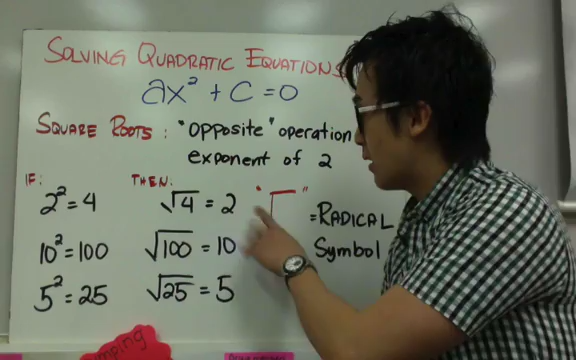 SOLVING QUADRATIC EQUATIONS
ax² + c = 0
SQUARE ROOTS: "opposite" operation
exponent of 2
IF:
THEN:
2² = 4
√4 = 2
"√‾" = RADICAL
Symbol
10² = 100
√100 = 10
5² = 25
√25 = 5